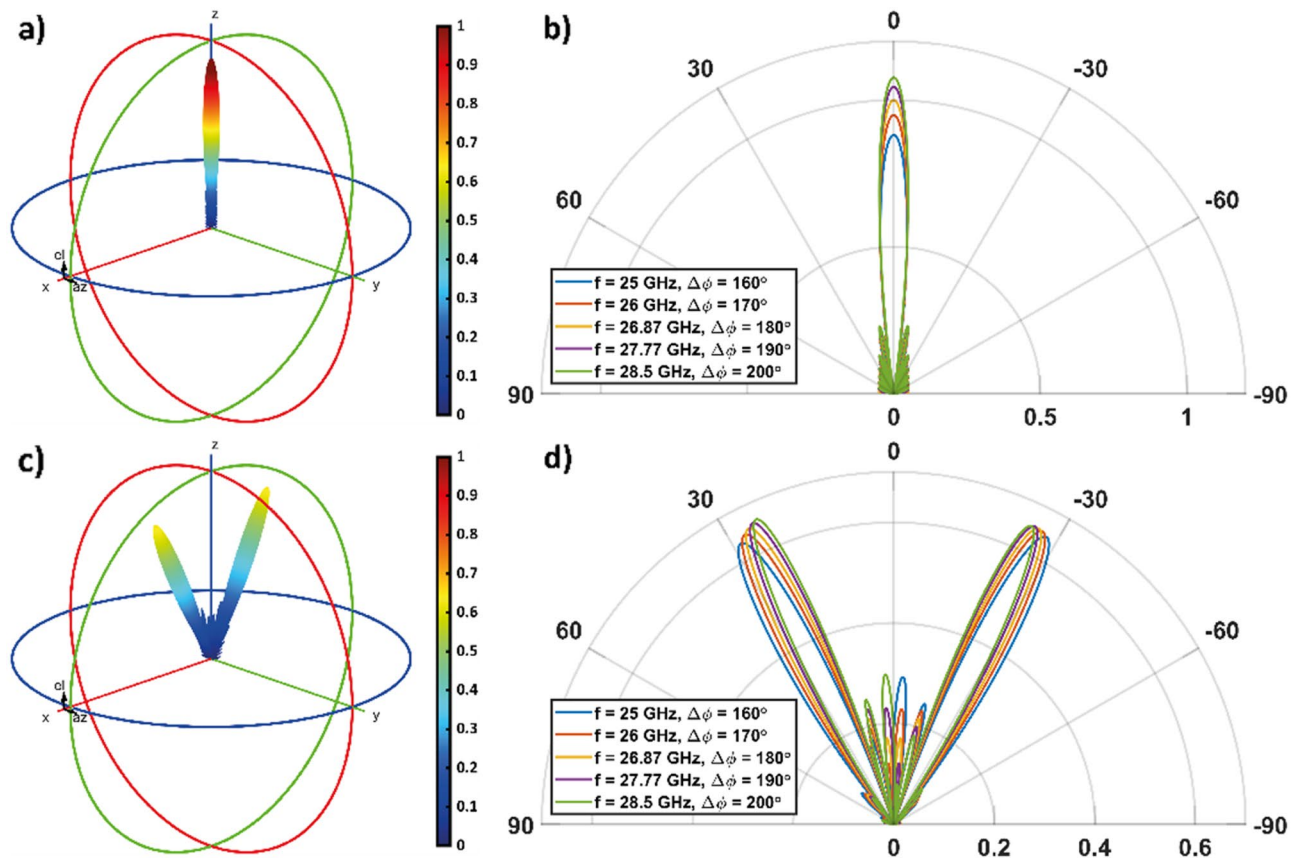 a)
z
1
0.9
0.8
0.7
0.6
0.5
0.4
0.3
0.2
0.1
0
el
x
az
y
b)
0
30
-30
60
-60
f = 25 GHz, Δϕ = 160°
f = 26 GHz, Δϕ = 170°
f = 26.87 GHz, Δϕ = 180°
f = 27.77 GHz, Δϕ = 190°
f = 28.5 GHz, Δϕ = 200°
90
-90
0
0.5
1
c)
z
1
0.9
0.8
0.7
0.6
0.5
0.4
0.3
0.2
0.1
0
el
x
az
y
d)
0
30
-30
60
-60
f = 25 GHz, Δϕ = 160°
f = 26 GHz, Δϕ = 170°
f = 26.87 GHz, Δϕ = 180°
f = 27.77 GHz, Δϕ = 190°
f = 28.5 GHz, Δϕ = 200°
90
-90
0
0.2
0.4
0.6